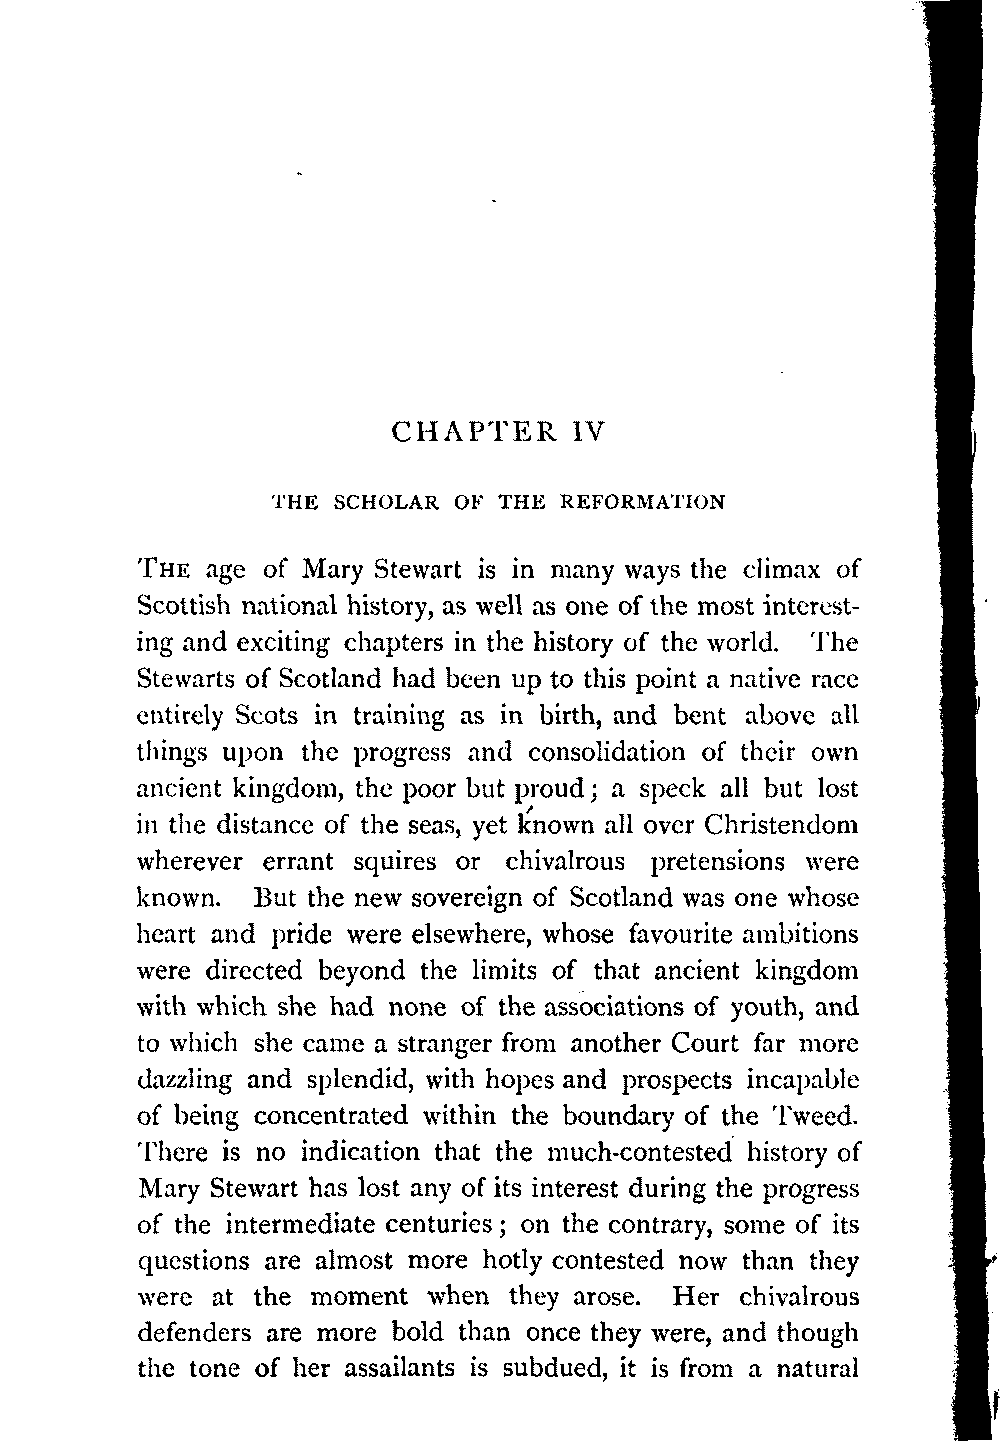 CHAPTER IV
THE SCHOLAR OF THE REFORMATION
THE age of Mary Stewart is in many ways the climax of
Scottish national history, as well as one of the most interest-
ing and exciting chapters in the history of the world. The
Stewarts of Scotland had been up to this point a native race
entirely Scots in training as in birth, and bent above all
things upon the progress and consolidation of their own
ancient kingdom, the poor but proud; a speck all but lost
in the distance of the seas, yet known all over Christendom
wherever errant squires or chivalrous pretensions were
known. But the new sovereign of Scotland was one whose
heart and pride were elsewhere, whose favourite ambitions
were directed beyond the limits of that ancient kingdom
with which she had none of the associations of youth, and
to which she came a stranger from another Court far more
dazzling and splendid, with hopes and prospects incapable
of being concentrated within the boundary of the Tweed.
There is no indication that the much-contested history of
Mary Stewart has lost any of its interest during the progress
of the intermediate centuries; on the contrary, some of its
questions are almost more hotly contested now than they
were at the moment when they arose. Her chivalrous
defenders are more bold than once they were, and though
the tone of her assailants is subdued, it is from a natural